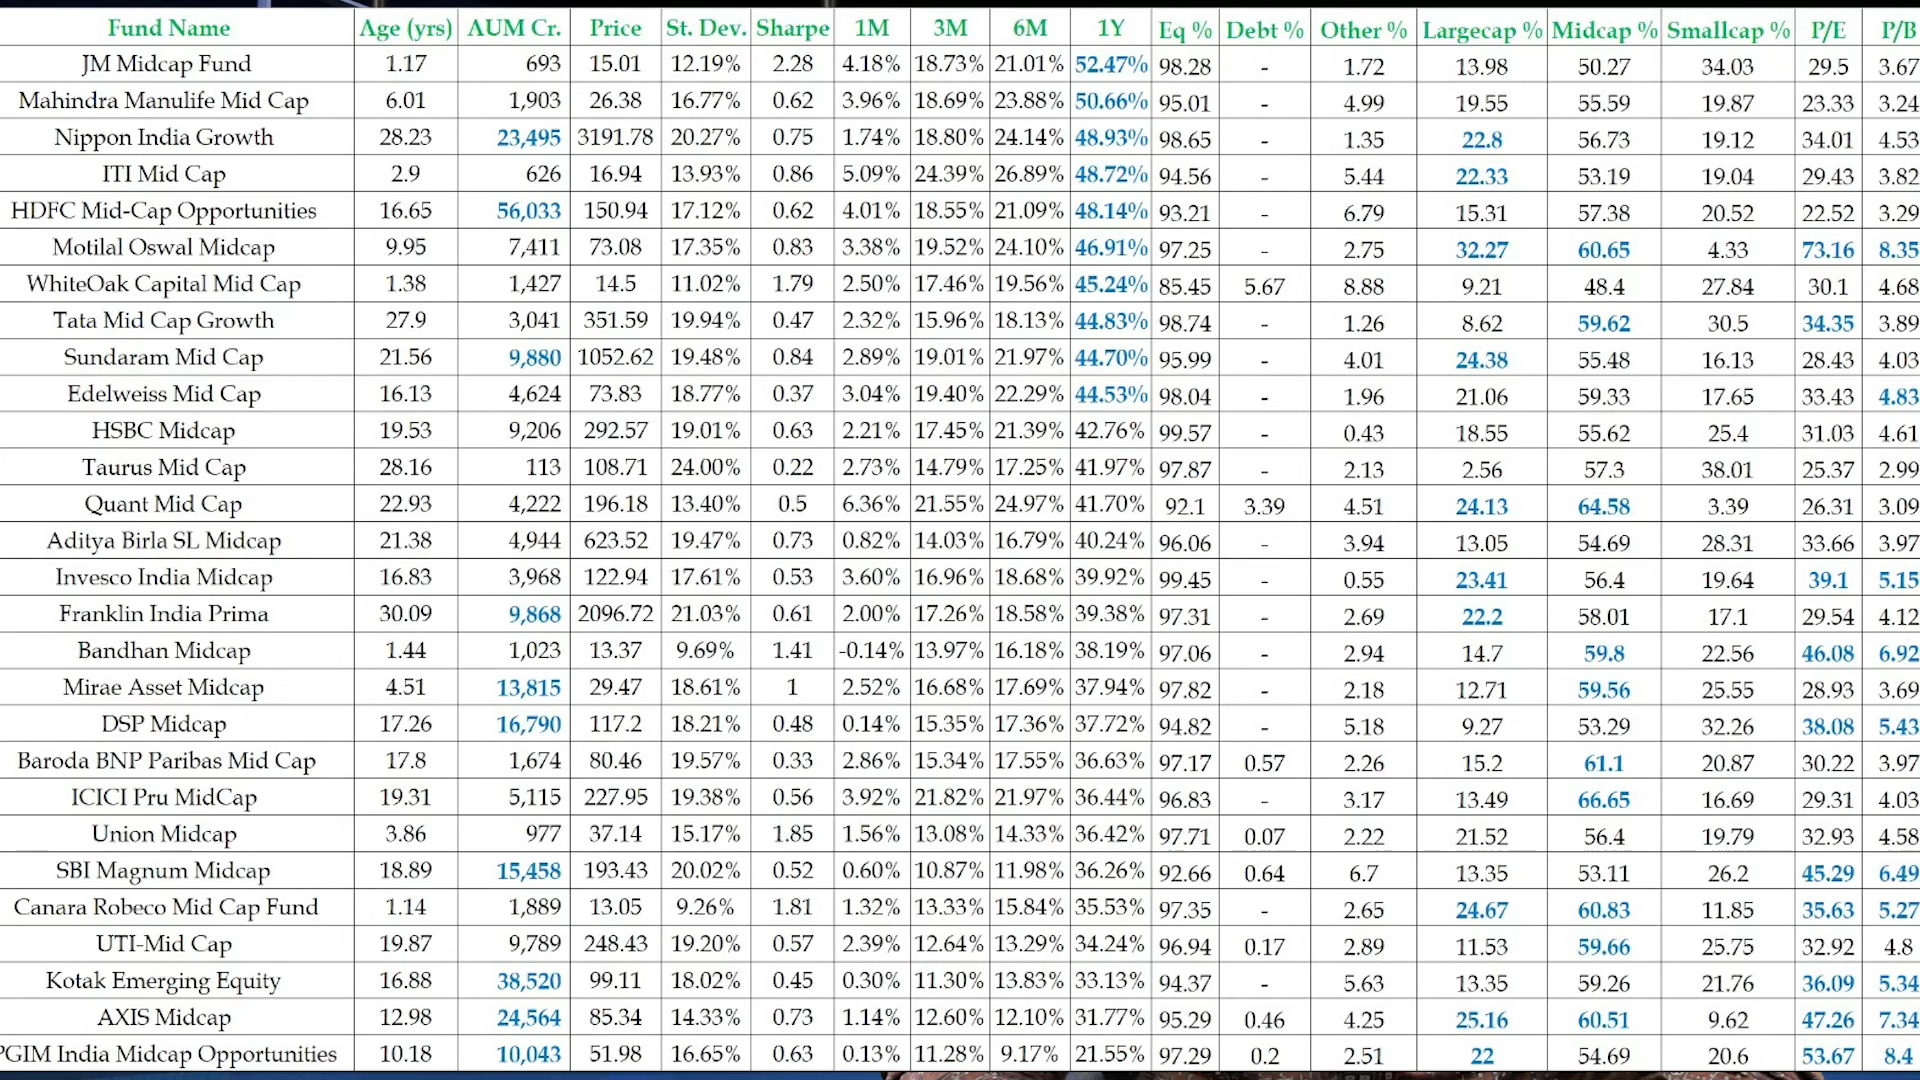 Fund Name Age (yrs) AUM Cr. Price St. Dev. Sharpe 1M 3M 6M 1Y Eq % Debt % Other % Largecap % Midcap % Smallcap % P/E P/B
JM Midcap Fund 1.17 693 15.01 12.19% 2.28 4.18% 18.73% 21.01% 52.47% 98.28 - 1.72 13.98 50.27 34.03 29.5 3.67
Mahindra Manulife Mid Cap 6.01 1,903 26.38 16.77% 0.62 3.96% 18.69% 23.88% 50.66% 95.01 - 4.99 19.55 55.59 19.87 23.33 3.24
Nippon India Growth 28.23 23,495 3191.78 20.27% 0.75 1.74% 18.80% 24.14% 48.93% 98.65 - 1.35 22.8 56.73 19.12 34.01 4.53
ITI Mid Cap 2.9 626 16.94 13.93% 0.86 5.09% 24.39% 26.89% 48.72% 94.56 - 5.44 22.33 53.19 19.04 29.43 3.82
HDFC Mid-Cap Opportunities 16.65 56,033 150.94 17.12% 0.62 4.01% 18.55% 21.09% 48.14% 93.21 - 6.79 15.31 57.38 20.52 22.52 3.29
Motilal Oswal Midcap 9.95 7,411 73.08 17.35% 0.83 3.38% 19.52% 24.10% 46.91% 97.25 - 2.75 32.27 60.65 4.33 73.16 8.35
WhiteOak Capital Mid Cap 1.38 1,427 14.5 11.02% 1.79 2.50% 17.46% 19.56% 45.24% 85.45 5.67 8.88 9.21 48.4 27.84 30.1 4.68
Tata Mid Cap Growth 27.9 3,041 351.59 19.94% 0.47 2.32% 15.96% 18.13% 44.83% 98.74 - 1.26 8.62 59.62 30.5 34.35 3.89
Sundaram Mid Cap 21.56 9,880 1052.62 19.48% 0.84 2.89% 19.01% 21.97% 44.70% 95.99 - 4.01 24.38 55.48 16.13 28.43 4.03
Edelweiss Mid Cap 16.13 4,624 73.83 18.77% 0.37 3.04% 19.40% 22.29% 44.53% 98.04 - 1.96 21.06 59.33 17.65 33.43 4.83
HSBC Midcap 19.53 9,206 292.57 19.01% 0.63 2.21% 17.45% 21.39% 42.76% 99.57 - 0.43 18.55 55.62 25.4 31.03 4.61
Taurus Mid Cap 28.16 113 108.71 24.00% 0.22 2.73% 14.79% 17.25% 41.97% 97.87 - 2.13 2.56 57.3 38.01 25.37 2.99
Quant Mid Cap 22.93 4,222 196.18 13.40% 0.5 6.36% 21.55% 24.97% 41.70% 92.1 3.39 4.51 24.13 64.58 3.39 26.31 3.09
Aditya Birla SL Midcap 21.38 4,944 623.52 19.47% 0.73 0.82% 14.03% 16.79% 40.24% 96.06 - 3.94 13.05 54.69 28.31 33.66 3.97
Invesco India Midcap 16.83 3,968 122.94 17.61% 0.53 3.60% 16.96% 18.68% 39.92% 99.45 - 0.55 23.41 56.4 19.64 39.1 5.15
Franklin India Prima 30.09 9,868 2096.72 21.03% 0.61 2.00% 17.26% 18.58% 39.38% 97.31 - 2.69 22.2 58.01 17.1 29.54 4.12
Bandhan Midcap 1.44 1,023 13.37 9.69% 1.41 -0.14% 13.97% 16.18% 38.19% 97.06 - 2.94 14.7 59.8 22.56 46.08 6.92
Mirae Asset Midcap 4.51 13,815 29.47 18.61% 1 2.52% 16.68% 17.69% 37.94% 97.82 - 2.18 12.71 59.56 25.55 28.93 3.69
DSP Midcap 17.26 16,790 117.2 18.21% 0.48 0.14% 15.35% 17.36% 37.72% 94.82 - 5.18 9.27 53.29 32.26 38.08 5.43
Baroda BNP Paribas Mid Cap 17.8 1,674 80.46 19.57% 0.33 2.86% 15.34% 17.55% 36.63% 97.17 0.57 2.26 15.2 61.1 20.87 30.22 3.97
ICICI Pru MidCap 19.31 5,115 227.95 19.38% 0.56 3.92% 21.82% 21.97% 36.44% 96.83 - 3.17 13.49 66.65 16.69 29.31 4.03
Union Midcap 3.86 977 37.14 15.17% 1.85 1.56% 13.08% 14.33% 36.42% 97.71 0.07 2.22 21.52 56.4 19.79 32.93 4.58
SBI Magnum Midcap 18.89 15,458 193.43 20.02% 0.52 0.60% 10.87% 11.98% 36.26% 92.66 0.64 6.7 13.35 53.11 26.2 45.29 6.49
Canara Robeco Mid Cap Fund 1.14 1,889 13.05 9.26% 1.81 1.32% 13.33% 15.84% 35.53% 97.35 - 2.65 24.67 60.83 11.85 35.63 5.27
UTI-Mid Cap 19.87 9,789 248.43 19.20% 0.57 2.39% 12.64% 13.29% 34.24% 96.94 0.17 2.89 11.53 59.66 25.75 32.92 4.8
Kotak Emerging Equity 16.88 38,520 99.11 18.02% 0.45 0.30% 11.30% 13.83% 33.13% 94.37 - 5.63 13.35 59.26 21.76 36.09 5.34
AXIS Midcap 12.98 24,564 85.34 14.33% 0.73 1.14% 12.60% 12.10% 31.77% 95.29 0.46 4.25 25.16 60.51 9.62 47.26 7.34
PGIM India Midcap Opportunities 10.18 10,043 51.98 16.65% 0.63 0.13% 11.28% 9.17% 21.55% 97.29 0.2 2.51 22 54.69 20.6 53.67 8.4